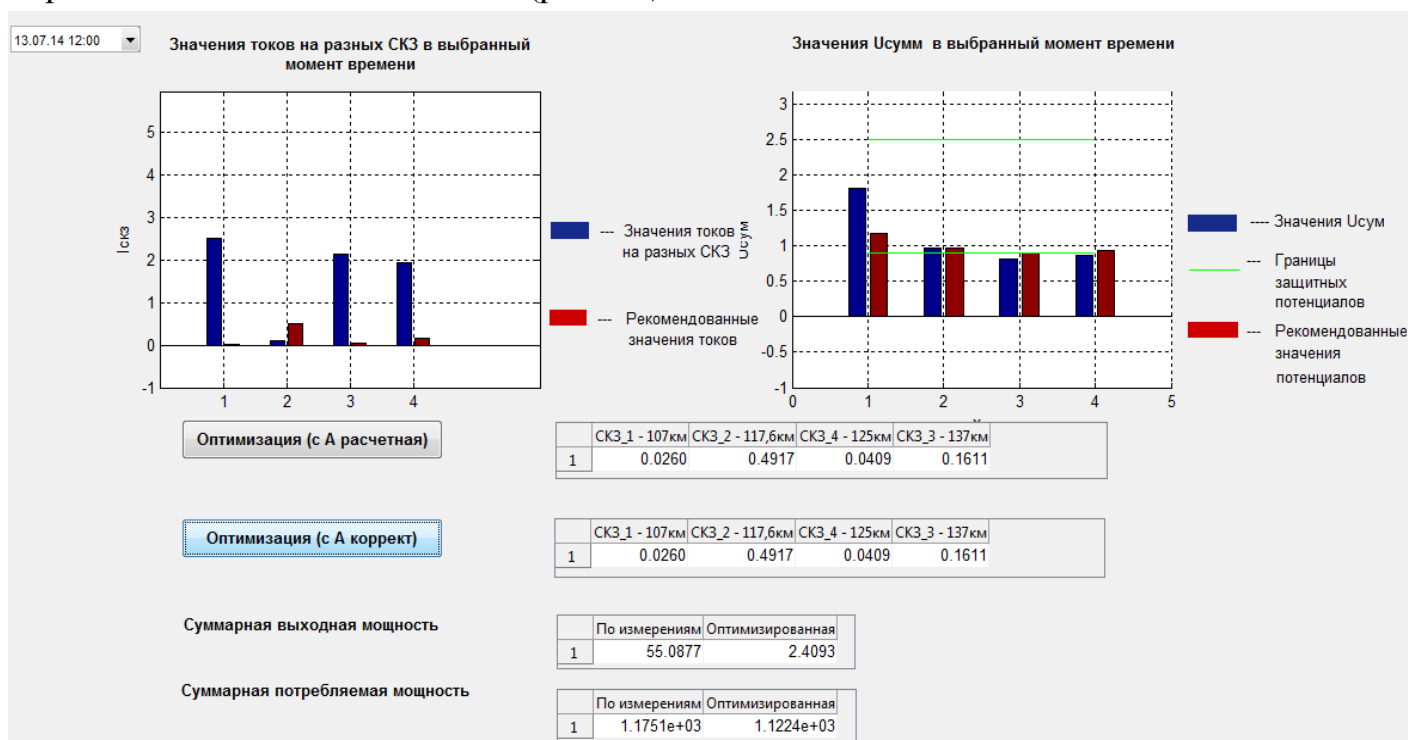 13.07.14 12:00
Значения токов на разных СКЗ в выбранный
момент времени
Iскз
5
4
3
2
1
0
-1
1 2 3 4
--- Значения токов
на разных СКЗ
--- Рекомендованные
значения токов
Значения Uсумм в выбранный момент времени
Uсум
3
2.5
2
1.5
1
0.5
0
-0.5
-1
0 1 2 3 4 5
---- Значения Uсум
--- Границы
защитных
потенциалов
--- Рекомендованные
значения
потенциалов
Оптимизация (с А расчетная)
СКЗ_1 - 107км СКЗ_2 - 117,6км СКЗ_4 - 125км СКЗ_3 - 137км
1 0.0260 0.4917 0.0409 0.1611
Оптимизация (с А коррект)
СКЗ_1 - 107км СКЗ_2 - 117,6км СКЗ_4 - 125км СКЗ_3 - 137км
1 0.0260 0.4917 0.0409 0.1611
Суммарная выходная мощность
По измерениям Оптимизированная
1 55.0877 2.4093
Суммарная потребляемая мощность
По измерениям Оптимизированная
1 1.1751e+03 1.1224e+03